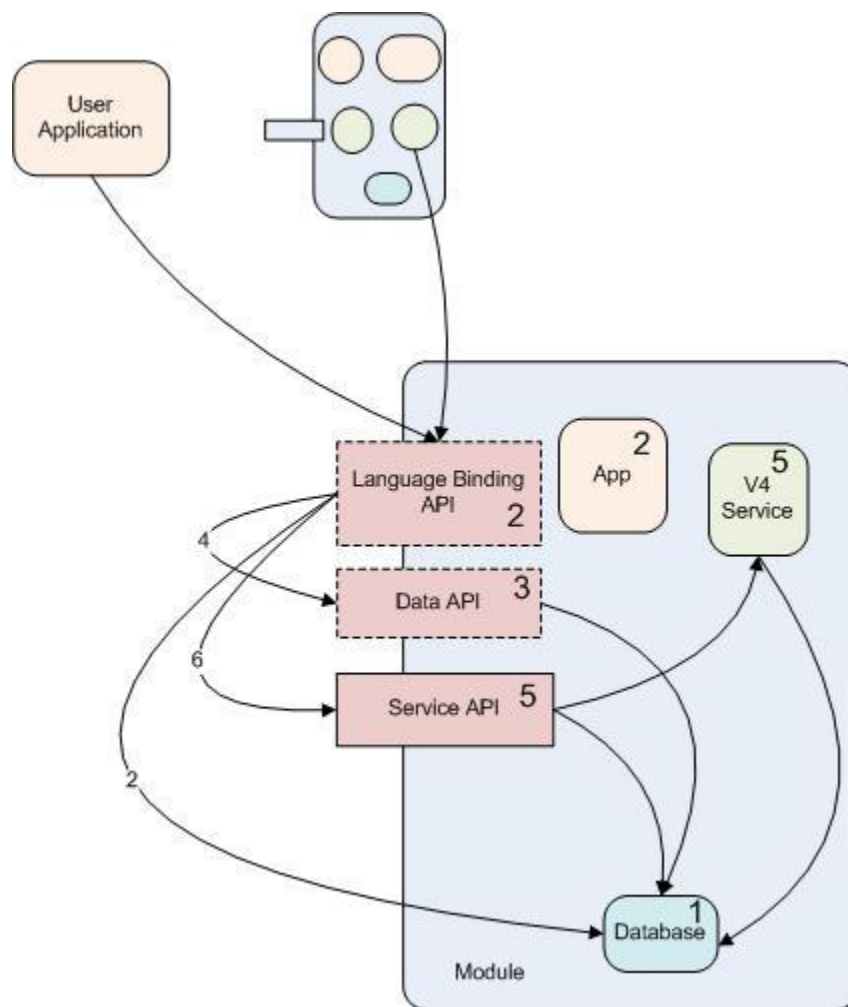 User
Application
2
App
5
V4
Service
Language Binding
API
2
4
3
Data API
6
5
Service API
2
1
Database
Module